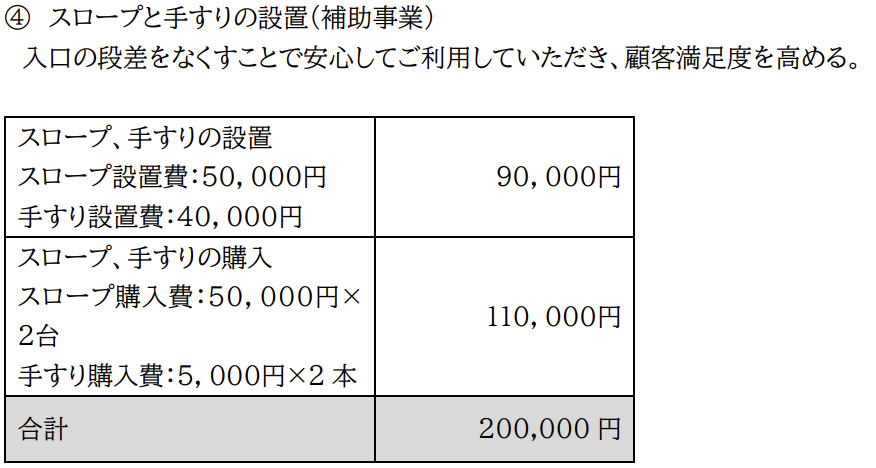 ④　スロープと手すりの設置（補助事業）
入口の段差をなくすことで安心してご利用していただき、顧客満足度を高める。
スロープ、手すりの設置
スロープ設置費：50，000円
手すり設置費：40，000円
90，000円
スロープ、手すりの購入
スロープ購入費：50，000円×
2台
手すり購入費：5，000円×2 本
110，000円
合計
200,000 円